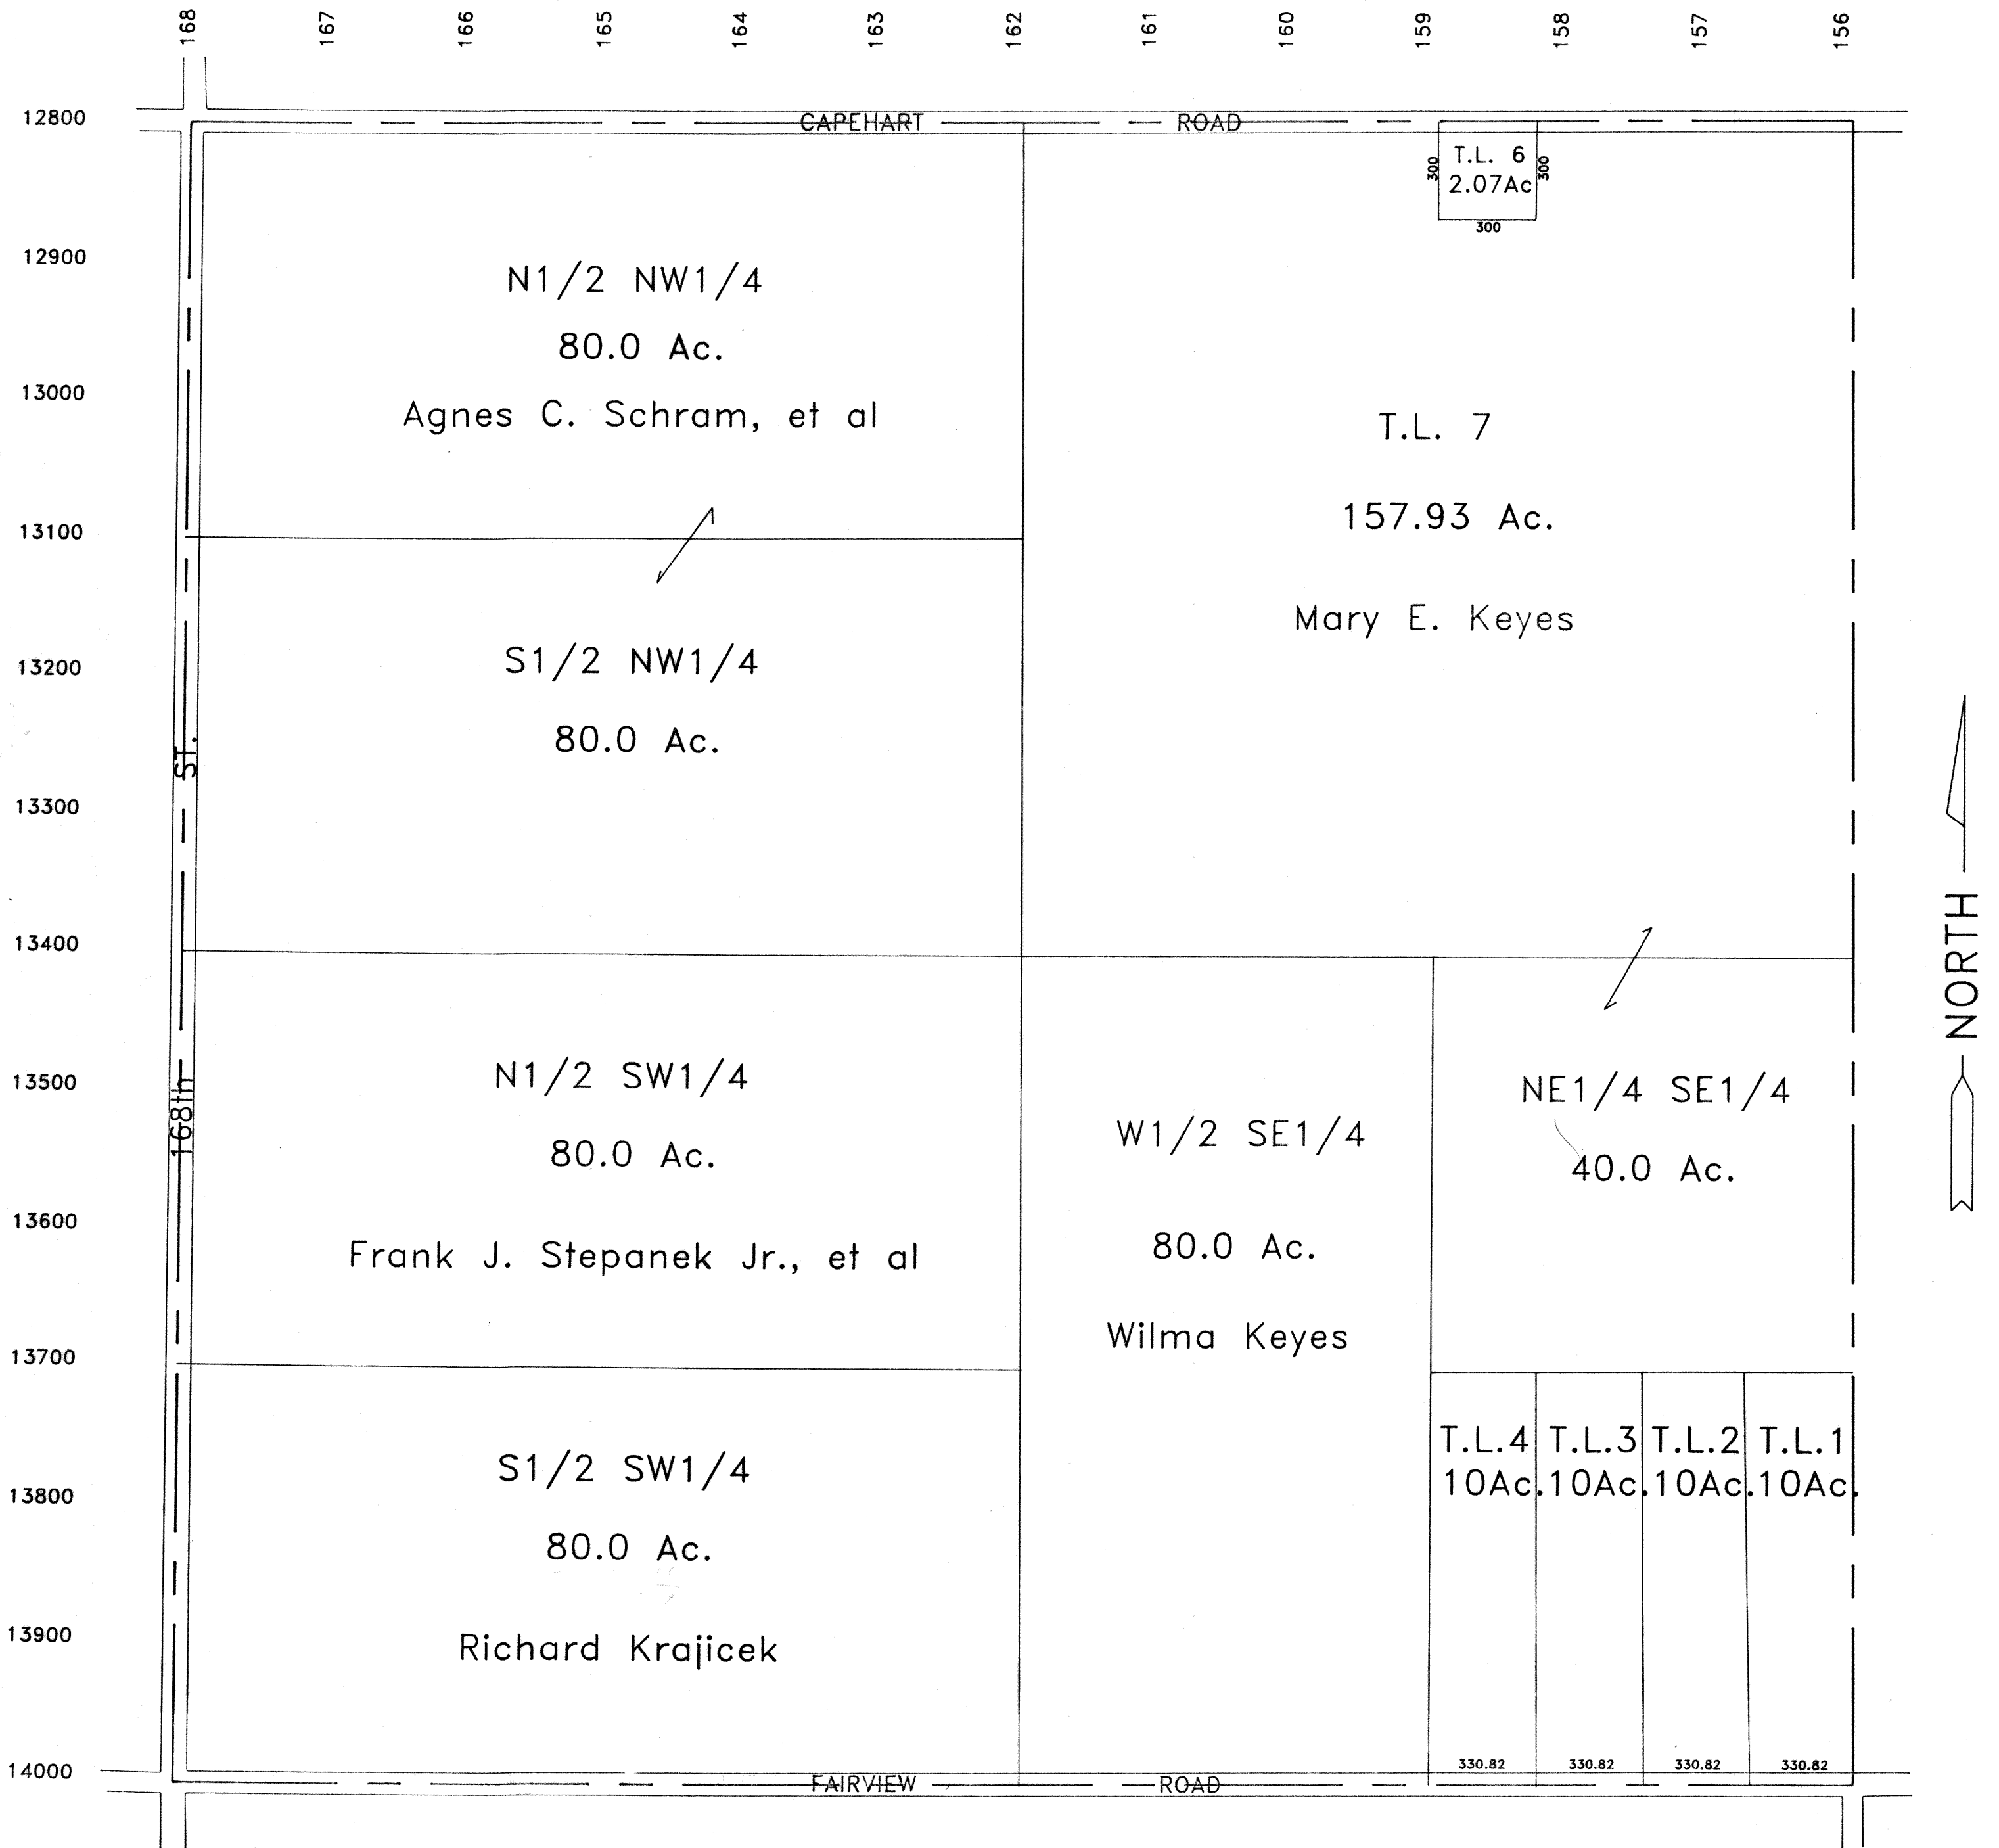 168 167 166 165 164 163 162 161 160 159 158 157 156
12800
12900
13000
13100
13200
13300
13400
13500
13600
13700
13800
13900
14000
CAPEHART ROAD
168th ST.
N1/2 NW1/4
80.0 Ac.
Agnes C. Schram, et al
S1/2 NW1/4
80.0 Ac.
T.L. 6
2.07Ac
300
300
300
T.L. 7
157.93 Ac.
Mary E. Keyes
N1/2 SW1/4
80.0 Ac.
Frank J. Stepanek Jr., et al
S1/2 SW1/4
80.0 Ac.
Richard Krajicek
W1/2 SE1/4
80.0 Ac.
Wilma Keyes
NE1/4 SE1/4
40.0 Ac.
T.L.4
10Ac.
T.L.3
10Ac.
T.L.2
10Ac.
T.L.1
10Ac.
330.82 330.82 330.82 330.82
FAIRVIEW ROAD
NORTH